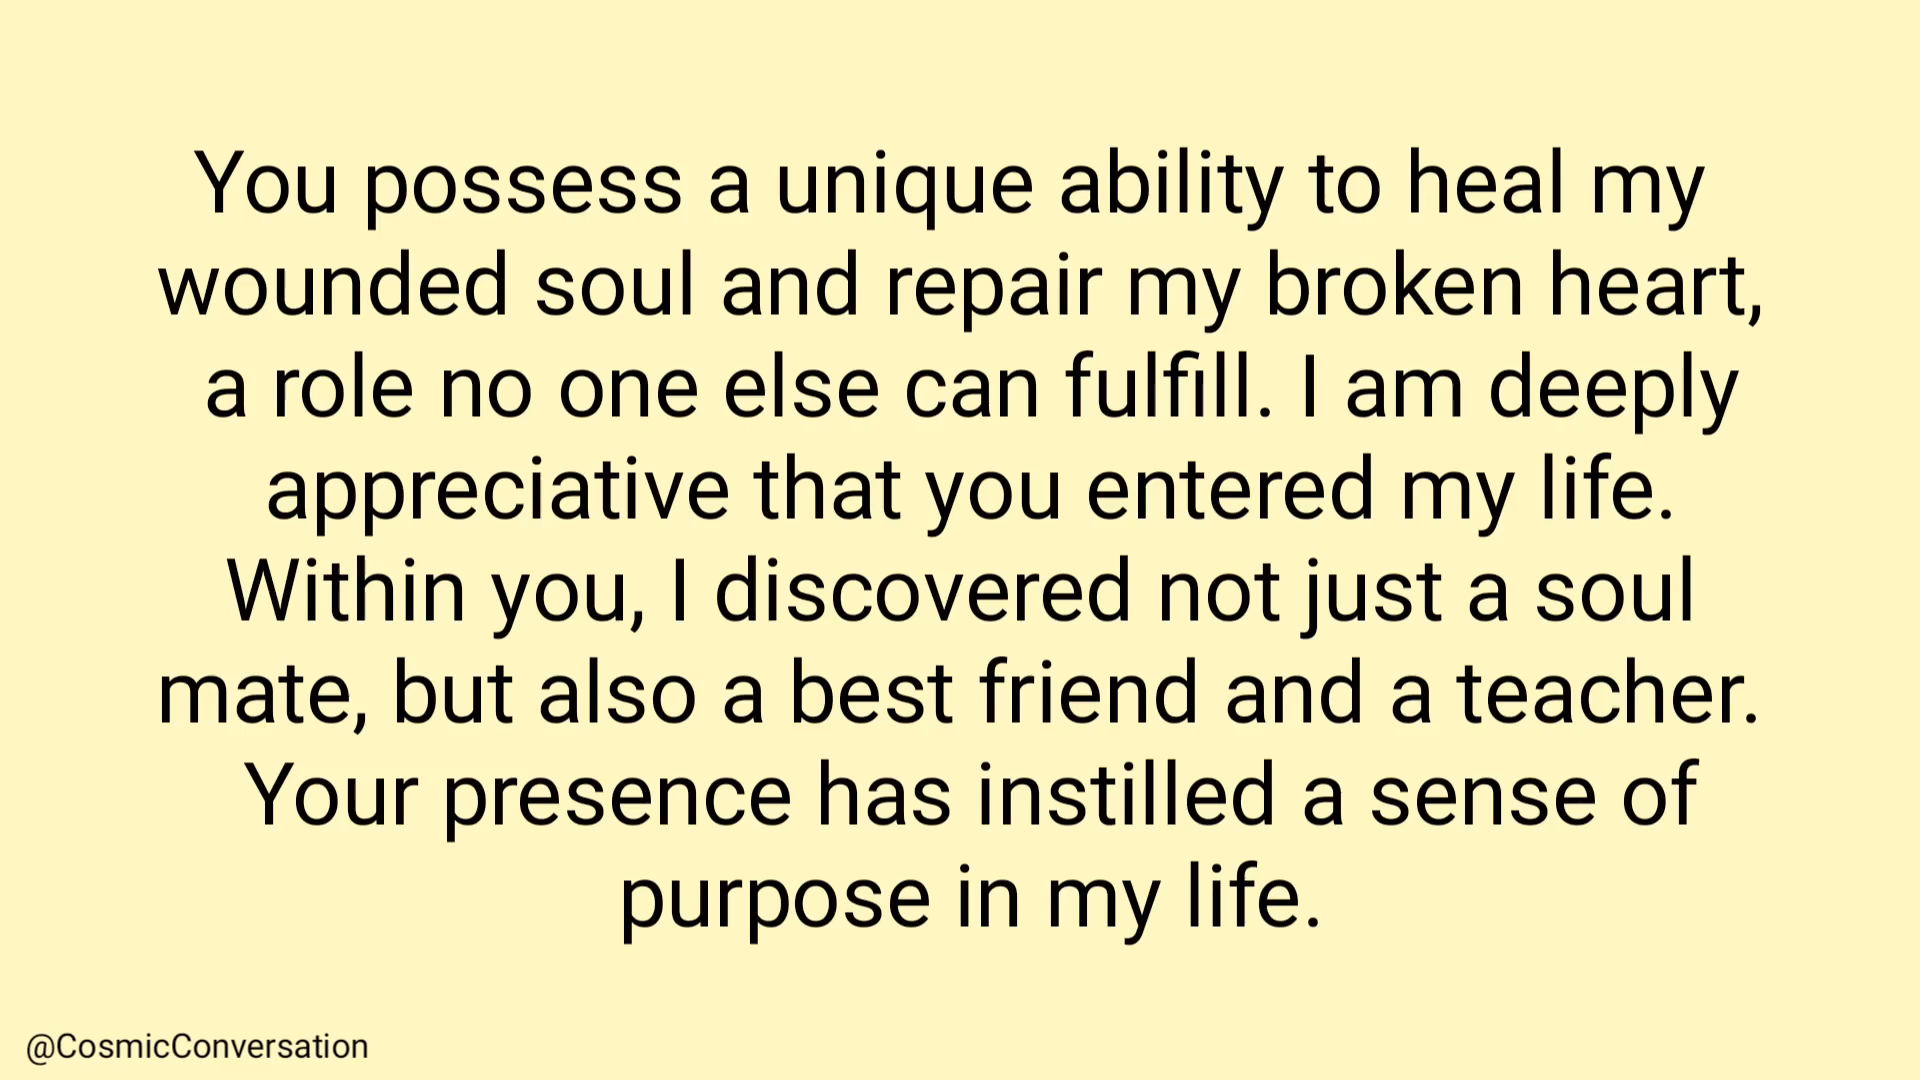 You possess a unique ability to heal my
wounded soul and repair my broken heart,
a role no one else can fulfill. I am deeply
appreciative that you entered my life.
Within you, I discovered not just a soul
mate, but also a best friend and a teacher.
Your presence has instilled a sense of
purpose in my life.
@CosmicConversation